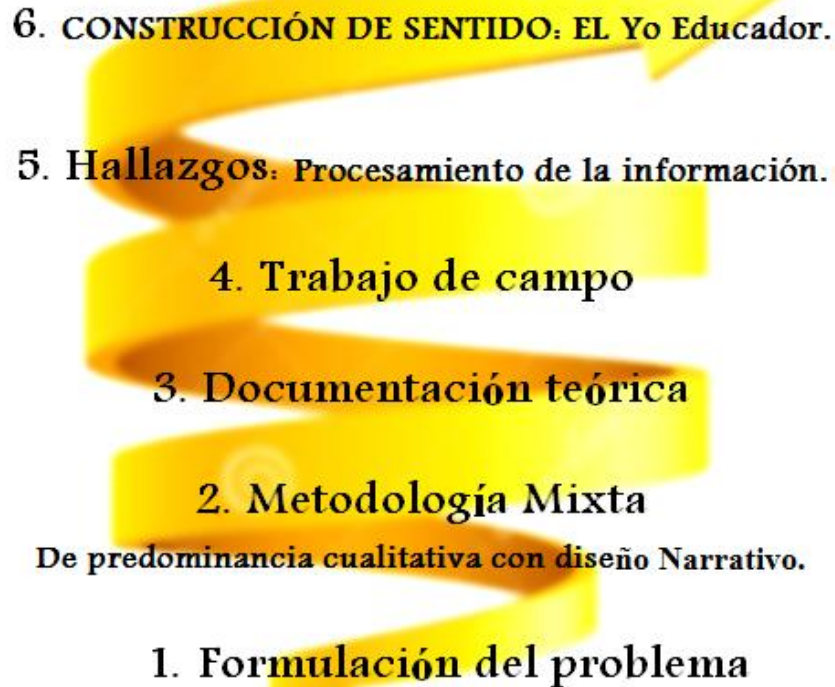 6. CONSTRUCCIÓN DE SENTIDO: EL Yo Educador.
5. Hallazgos: Procesamiento de la información.
4. Trabajo de campo
3. Documentación teórica
2. Metodología Mixta
De predominancia cualitativa con diseño Narrativo.
1. Formulación del problema